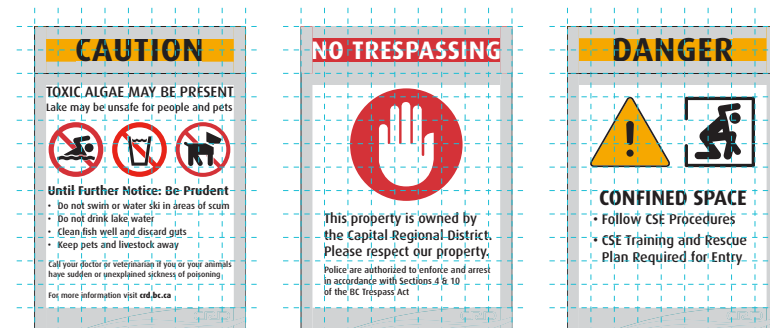 CAUTION
TOXIC ALGAE MAY BE PRESENT
Lake may be unsafe for people and pets
Until Further Notice: Be Prudent
• Do not swim or water ski in areas of scum
• Do not drink lake water
• Clean fish well and discard guts
• Keep pets and livestock away
Call your doctor or veterinarian if you or your animals
have sudden or unexplained sickness of poisoning
For more information visit crd.bc.ca
NO TRESPASSING
This property is owned by
the Capital Regional District.
Please respect our property.
Police are authorized to enforce and arrest
in accordance with Sections 4 & 10
of the BC Trespass Act
DANGER
CONFINED SPACE
• Follow CSE Procedures
• CSE Training and Rescue
Plan Required for Entry